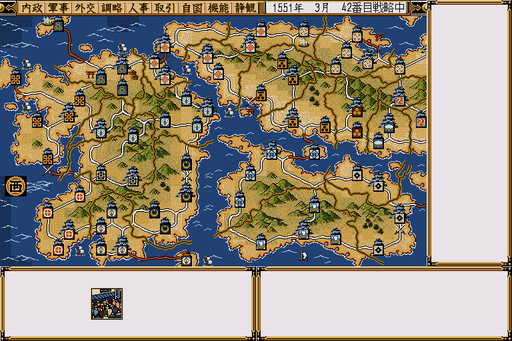 内政 軍事 外交 調略 人事 取引 自国 機能 静観 1551年 3月 42番目戦略中
西